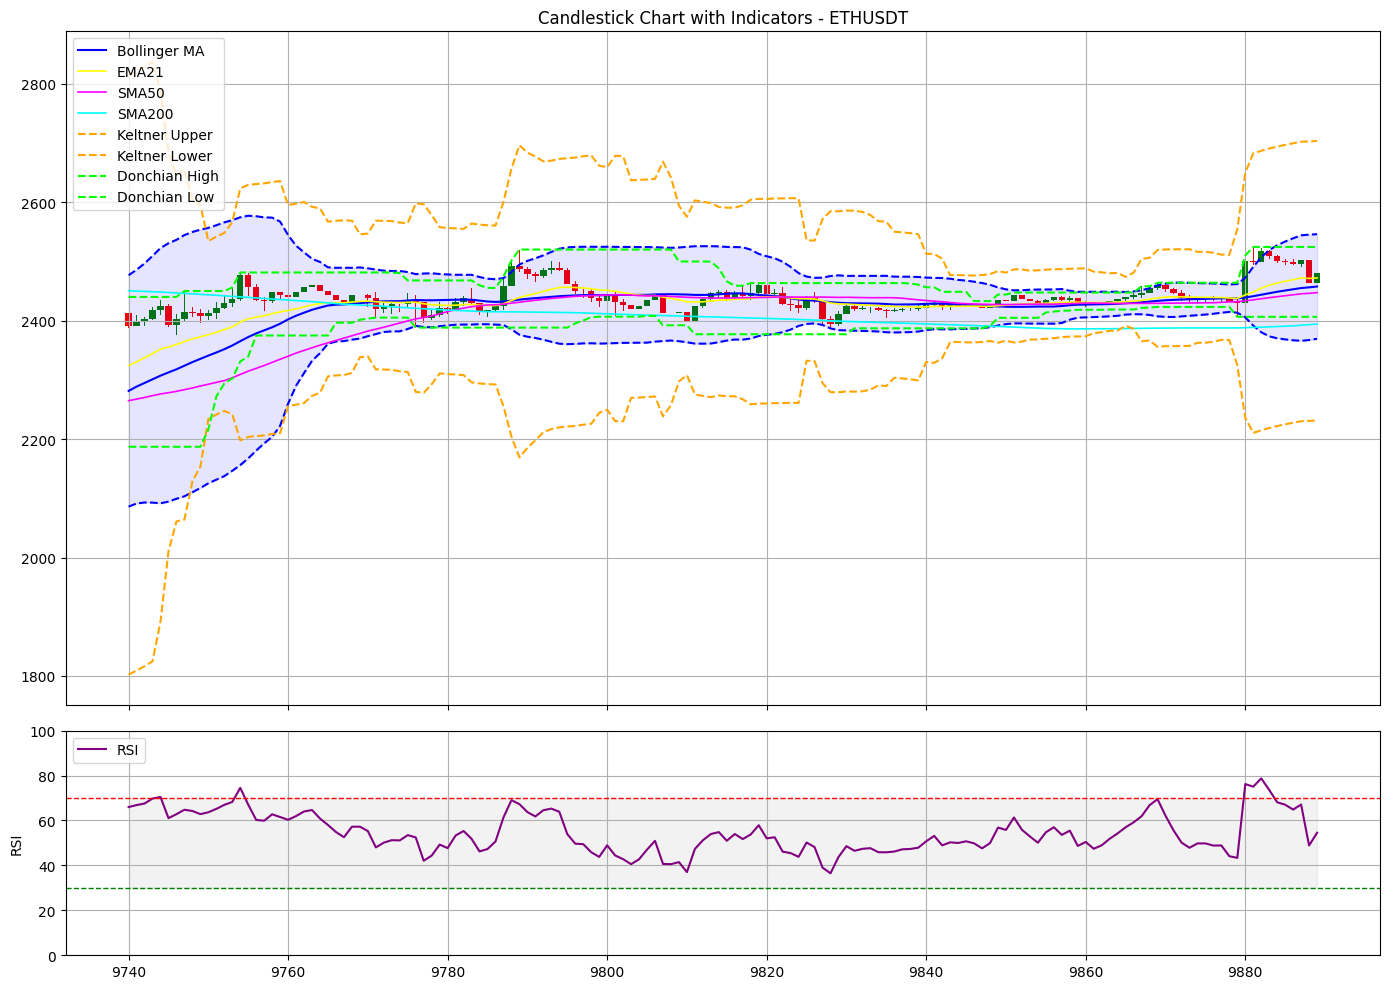 Candlestick Chart with Indicators - ETHUSDT
Bollinger MA
EMA21
SMA50
SMA200
Keltner Upper
Keltner Lower
Donchian High
Donchian Low
2800
2600
2400
2200
2000
1800
RSI
100
80
60
40
20
0
RSI
9740
9760
9780
9800
9820
9840
9860
9880